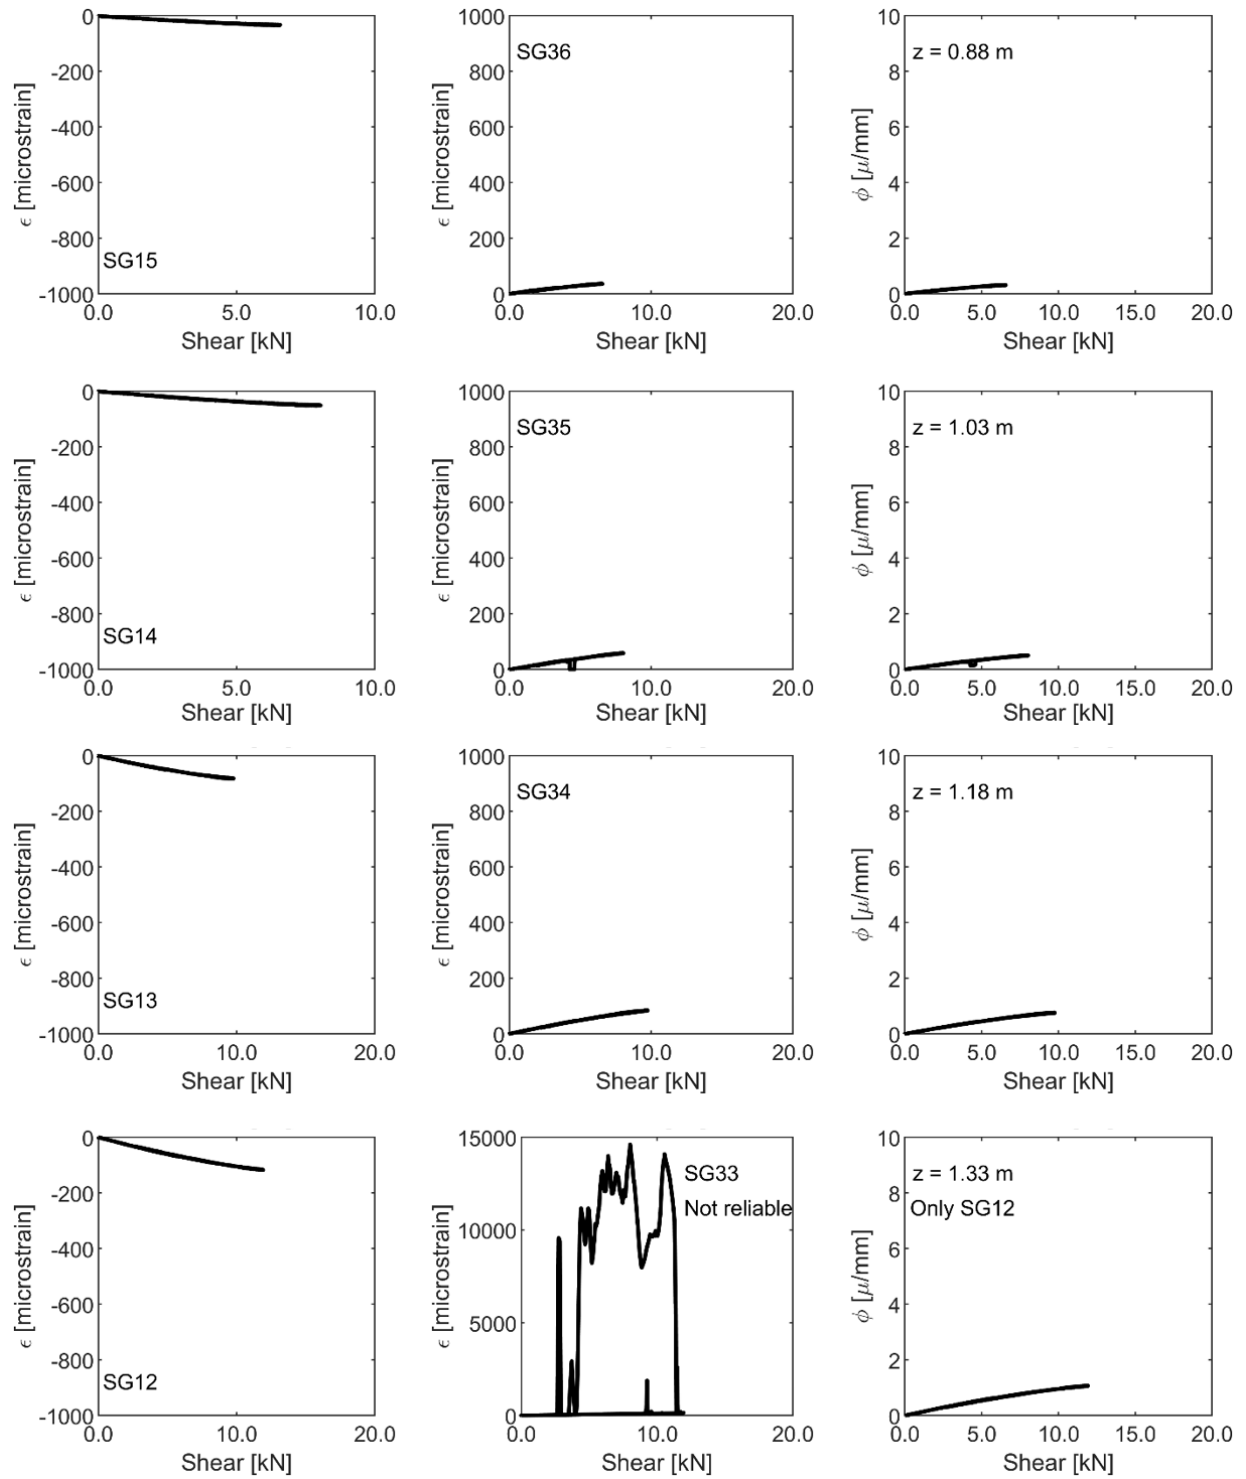 0
-200
-400
-600
-800
-1000
ϵ [microstrain]
SG15
0.0 5.0 10.0
Shear [kN]
1000
800
600
400
200
0
ϵ [microstrain]
SG36
0.0 10.0 20.0
Shear [kN]
10
8
6
4
2
0
ϕ [μ/mm]
z = 0.88 m
0.0 5.0 10.0 15.0 20.0
Shear [kN]
0
-200
-400
-600
-800
-1000
ϵ [microstrain]
SG14
0.0 5.0 10.0
Shear [kN]
1000
800
600
400
200
0
ϵ [microstrain]
SG35
0.0 10.0 20.0
Shear [kN]
10
8
6
4
2
0
ϕ [μ/mm]
z = 1.03 m
0.0 5.0 10.0 15.0 20.0
Shear [kN]
0
-200
-400
-600
-800
-1000
ϵ [microstrain]
SG13
0.0 10.0 20.0
Shear [kN]
1000
800
600
400
200
0
ϵ [microstrain]
SG34
0.0 10.0 20.0
Shear [kN]
10
8
6
4
2
0
ϕ [μ/mm]
z = 1.18 m
0.0 5.0 10.0 15.0 20.0
Shear [kN]
0
-200
-400
-600
-800
-1000
ϵ [microstrain]
SG12
0.0 10.0 20.0
Shear [kN]
15000
10000
5000
0
ϵ [microstrain]
SG33
Not reliable
0.0 10.0 20.0
Shear [kN]
10
8
6
4
2
0
ϕ [μ/mm]
z = 1.33 m
Only SG12
0.0 5.0 10.0 15.0 20.0
Shear [kN]